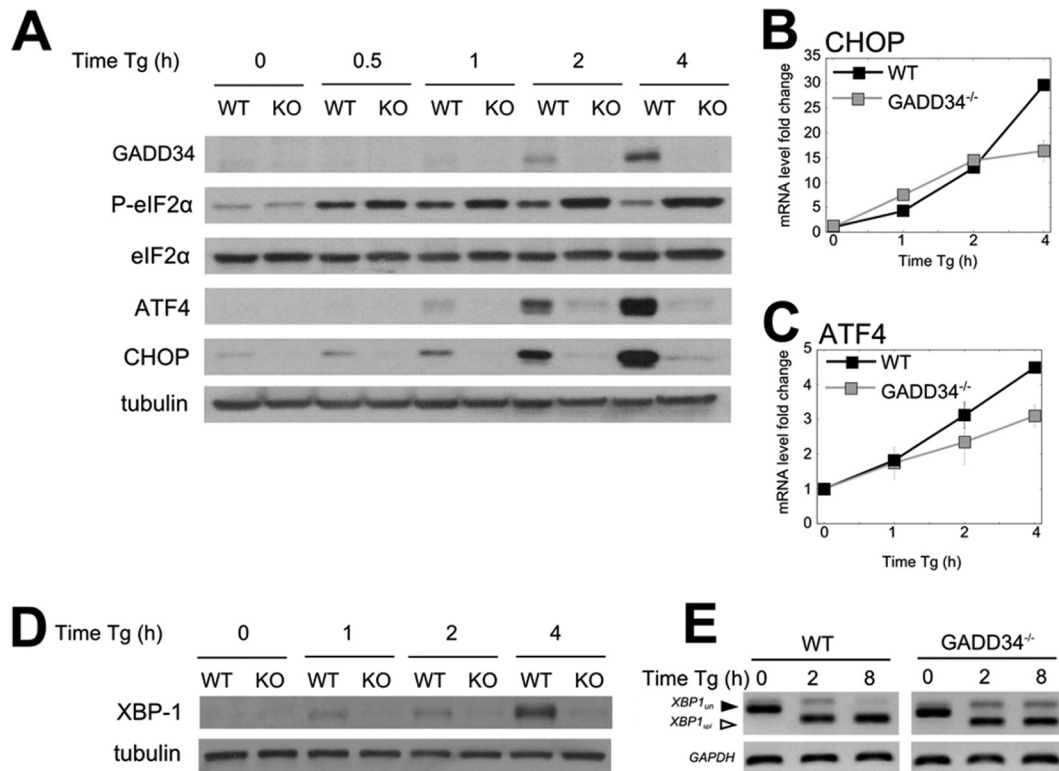 A
Time Tg (h) 0 0.5 1 2 4
WT KO WT KO WT KO WT KO WT KO
GADD34
P-eIF2α
eIF2α
ATF4
CHOP
tubulin
B
CHOP
35
30
25
20
15
10
5
0
mRNA level fold change
WT
GADD34-/-
0 1 2 4
Time Tg (h)
C
ATF4
5
4
3
2
1
0
mRNA level fold change
WT
GADD34-/-
0 1 2 4
Time Tg (h)
D
Time Tg (h) 0 1 2 4
WT KO WT KO WT KO WT KO
XBP-1
tubulin
E
WT GADD34-/-
Time Tg (h) 0 2 8 0 2 8
XBP1un
XBP1spl
GAPDH